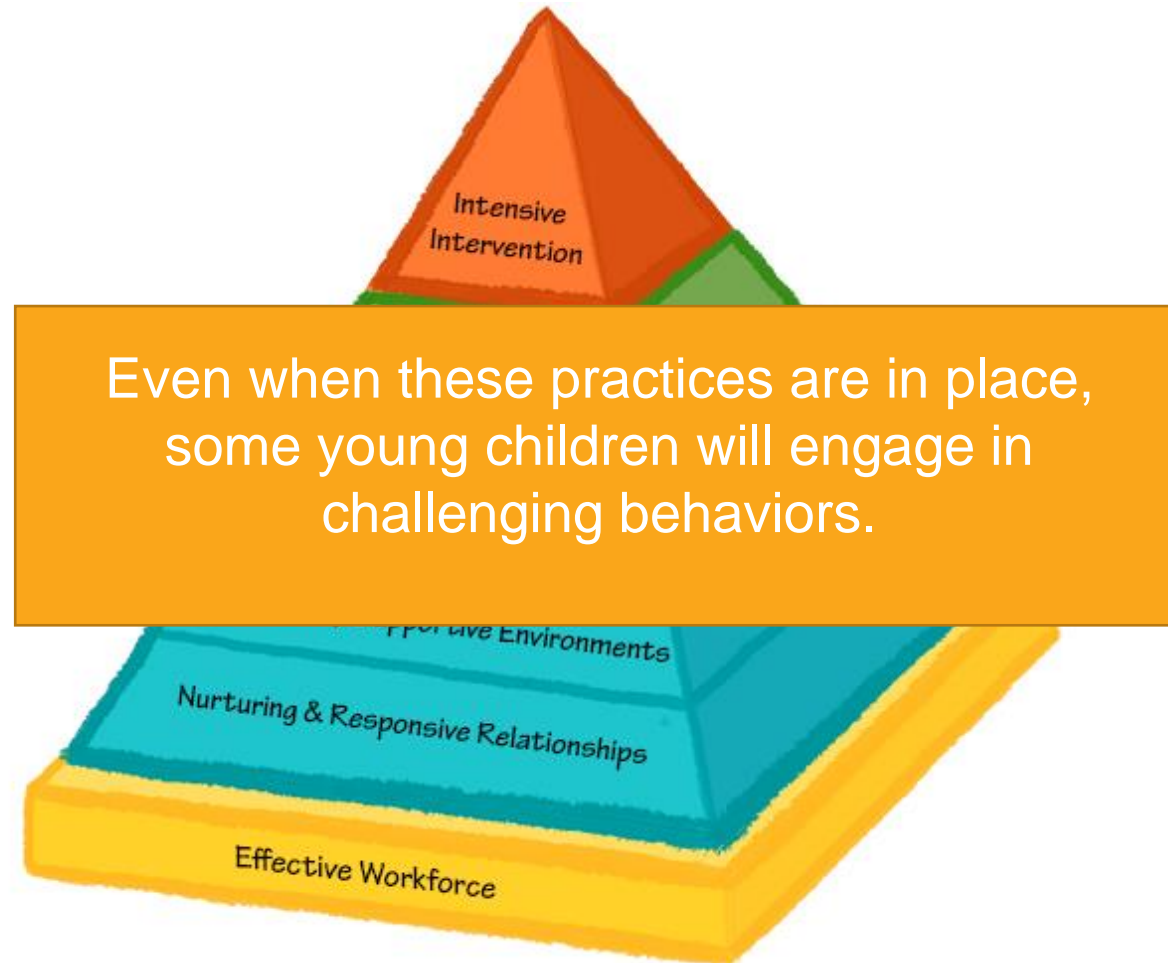 Intensive
Intervention
Even when these practices are in place,
some young children will engage in
challenging behaviors.
Environments
Nurturing & Responsive Relationships
Effective Workforce